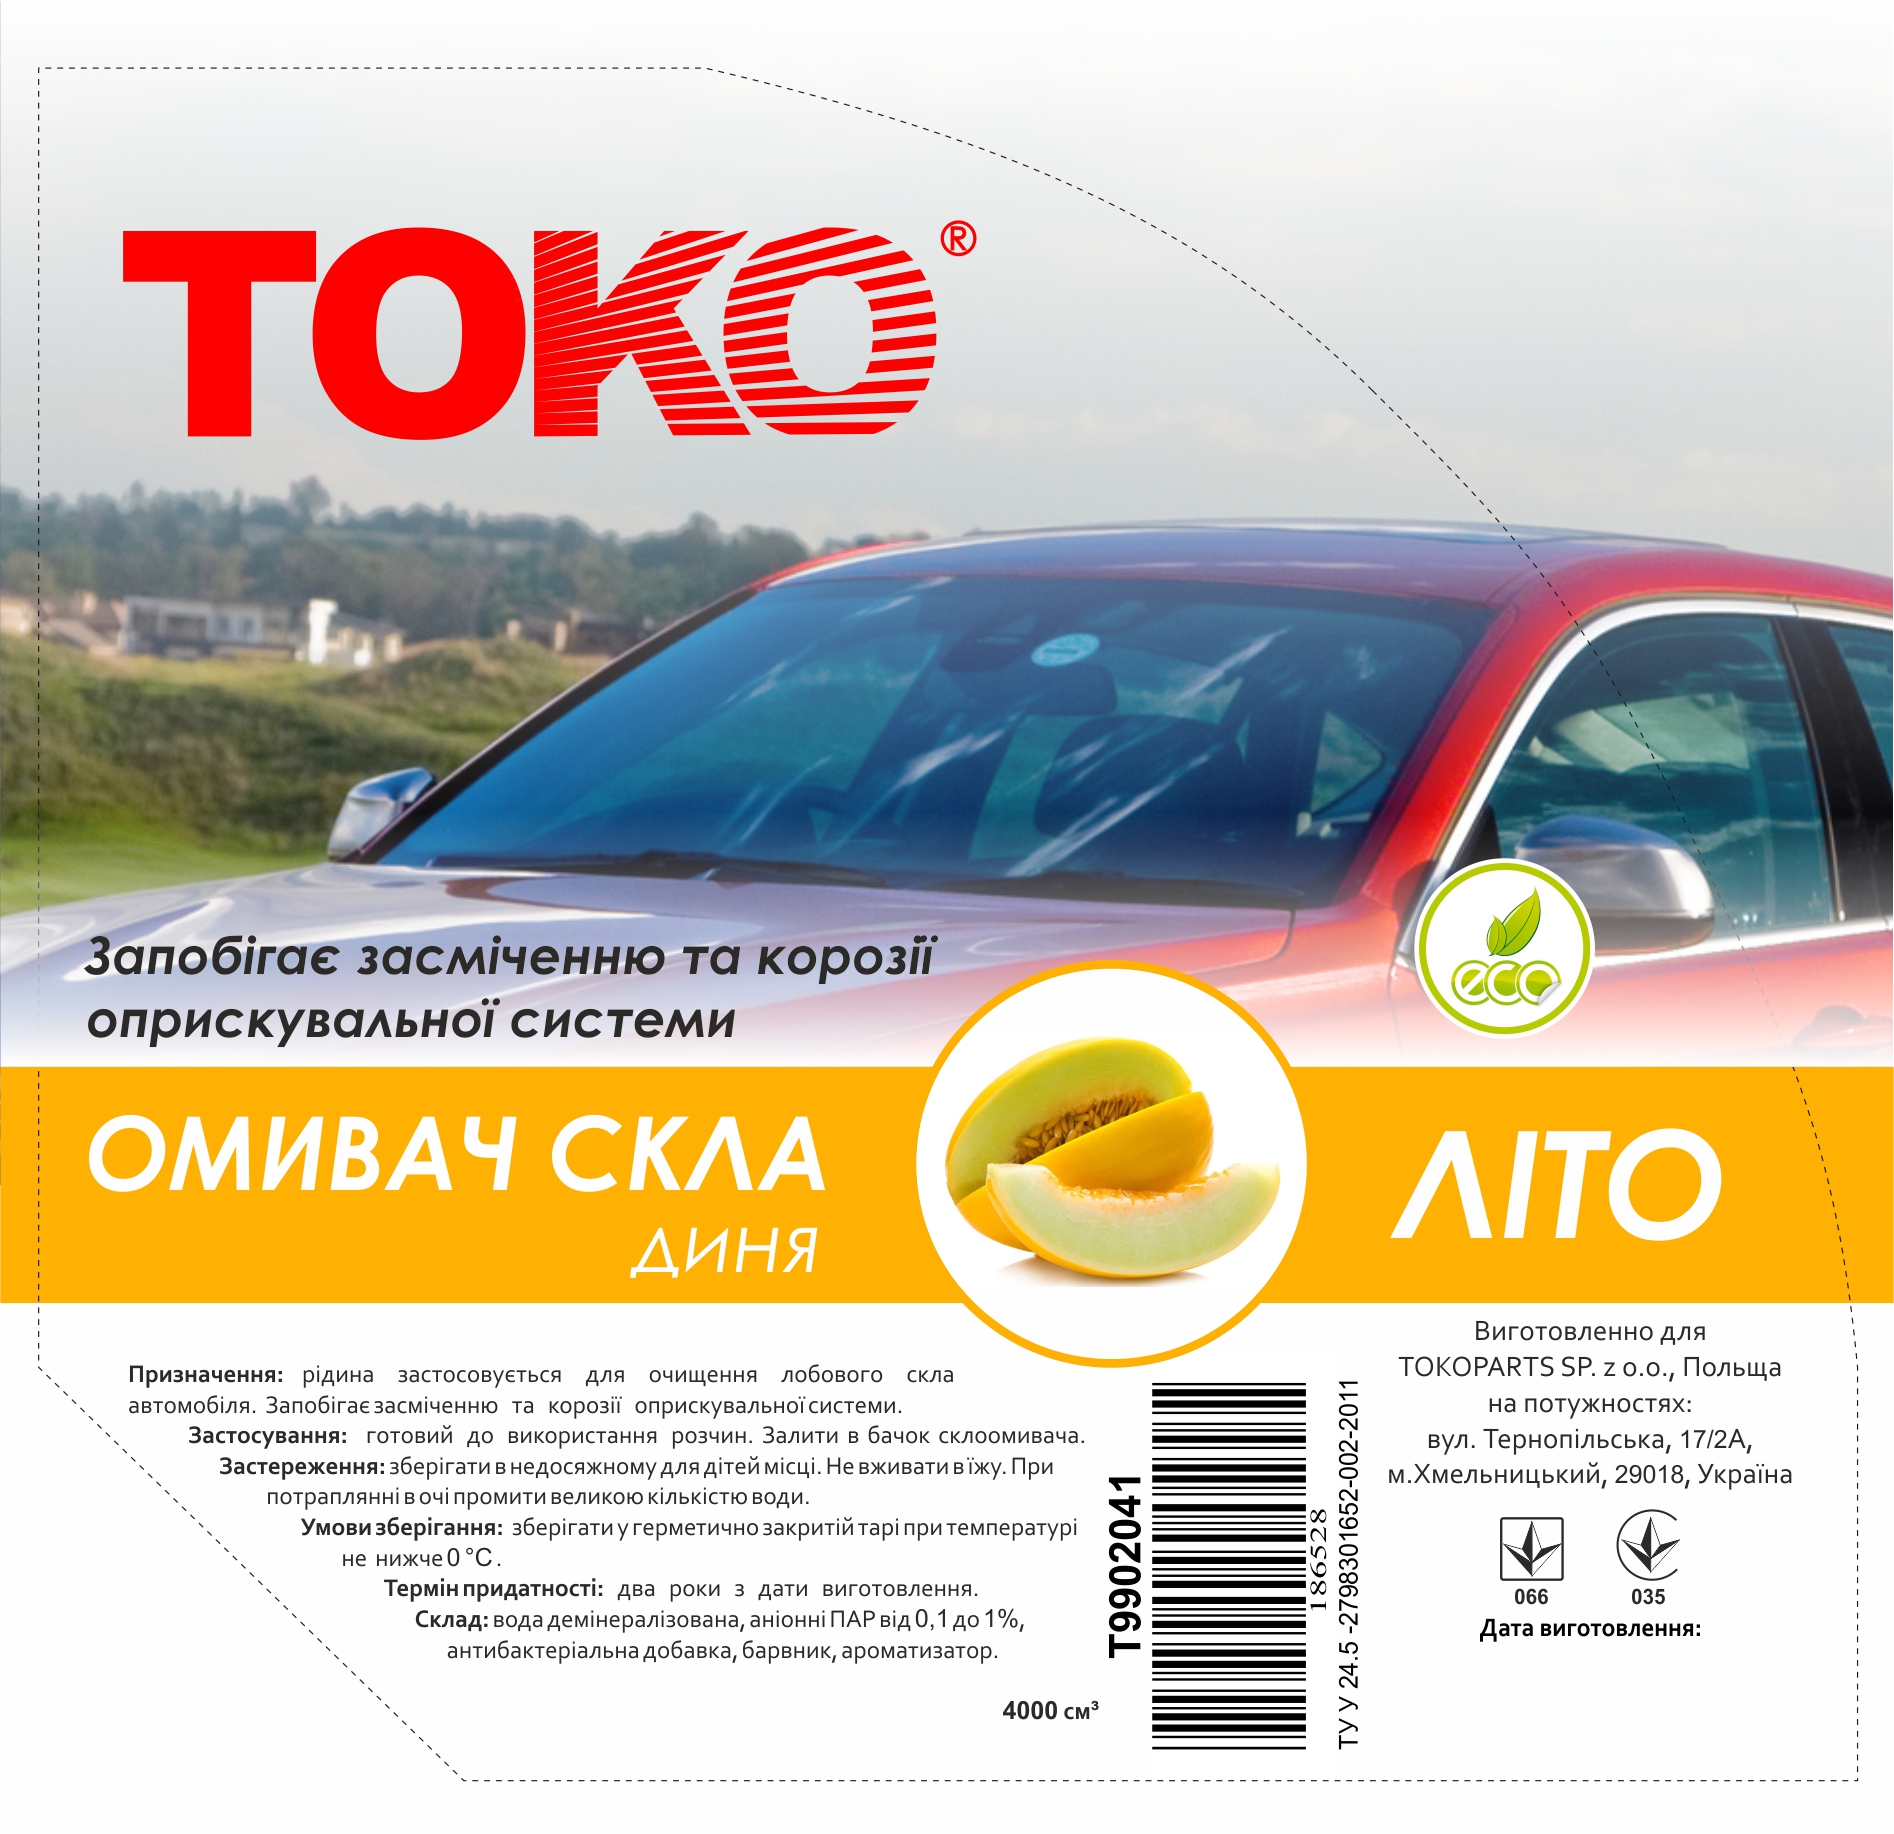 TOKO®
Запобігає засміченню та корозії
оприскувальної системи
eco
ОМИВАЧ СКЛА
ДИНЯ
ЛІТО
Призначення: рідина застосовується для очищення лобового скла
автомобіля. Запобігає засміченню та корозії оприскувальної системи.
Застосування: готовий до використання розчин. Залити в бачок склоомивача.
Застереження: зберігати в недосяжному для дітей місці. Не вживати в їжу. При
потраплянні в очі промити великою кількістю води.
Умови зберігання: зберігати у герметично закритій тарі при температурі
не нижче 0 °С.
Термін придатності: два роки з дати виготовлення.
Склад: вода демінералізована, аніонні ПАР від 0,1 до 1%,
антибактеріальна добавка, барвник, ароматизатор.
4000 см³
T9902041
186528
ТУ У 24.5 -2798301652-002-2011
Виготовленно для
TOKOPARTS SP. z o.o., Польща
на потужностях:
вул. Тернопільська, 17/2А,
м.Хмельницький, 29018, Україна
066
035
Дата виготовлення: